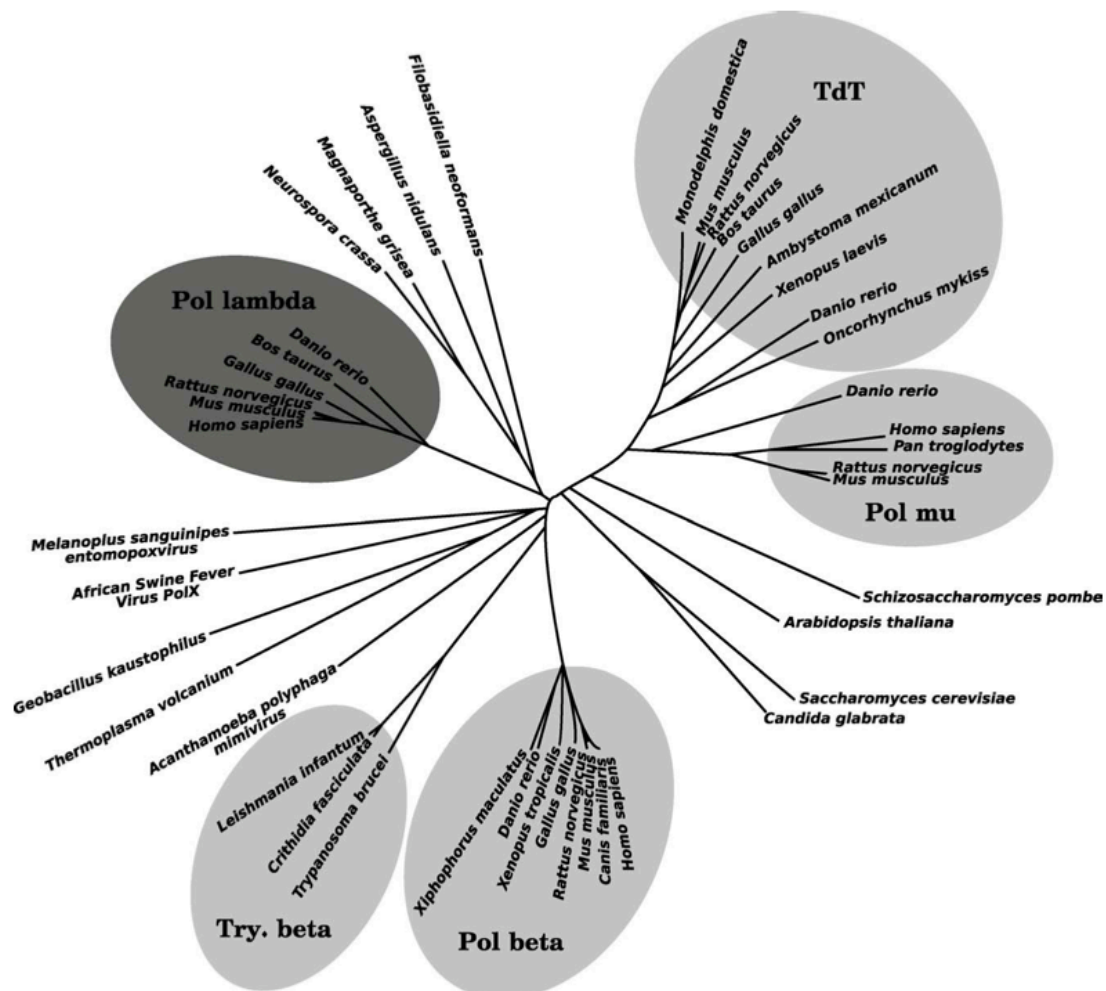 Filobasidiella neoformans
Aspergillus nidulans
Magnaporthe grisea
Neurospora crassa
TdT
Monodelphis domestica
Mus musculus
Rattus norvegicus
Bos taurus
Gallus gallus
Ambystoma mexicanum
Xenopus laevis
Danio rerio
Oncorhynchus mykiss
Pol lambda
Danio rerio
Bos taurus
Gallus gallus
Rattus norvegicus
Mus musculus
Homo sapiens
Danio rerio
Homo sapiens
Pan troglodytes
Rattus norvegicus
Mus musculus
Pol mu
Melanoplus sanguinipes
entomopoxvirus
African Swine Fever
Virus PolX
Geobacillus kaustophilus
Thermoplasma volcanium
Acanthamoeba polyphaga
mimivirus
Schizosaccharomyces pombe
Arabidopsis thaliana
Saccharomyces cerevisiae
Candida glabrata
Leishmania infantum
Crithidia fasciculata
Trypanosoma brucei
Try. beta
Xiphophorus maculatus
Danio rerio
Xenopus tropicalis
Gallus gallus
Rattus norvegicus
Mus musculus
Canis familiaris
Homo sapiens
Pol beta